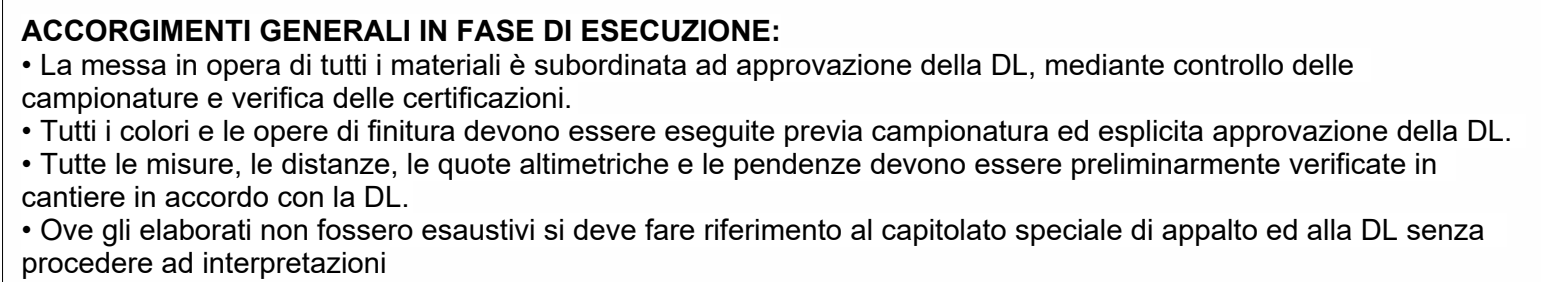 ACCORGIMENTI GENERALI IN FASE DI ESECUZIONE:
• La messa in opera di tutti i materiali è subordinata ad approvazione della DL, mediante controllo delle
campionature e verifica delle certificazioni.
• Tutti i colori e le opere di finitura devono essere eseguite previa campionatura ed esplicita approvazione della DL.
• Tutte le misure, le distanze, le quote altimetriche e le pendenze devono essere preliminarmente verificate in
cantiere in accordo con la DL.
• Ove gli elaborati non fossero esaustivi si deve fare riferimento al capitolato speciale di appalto ed alla DL senza
procedere ad interpretazioni